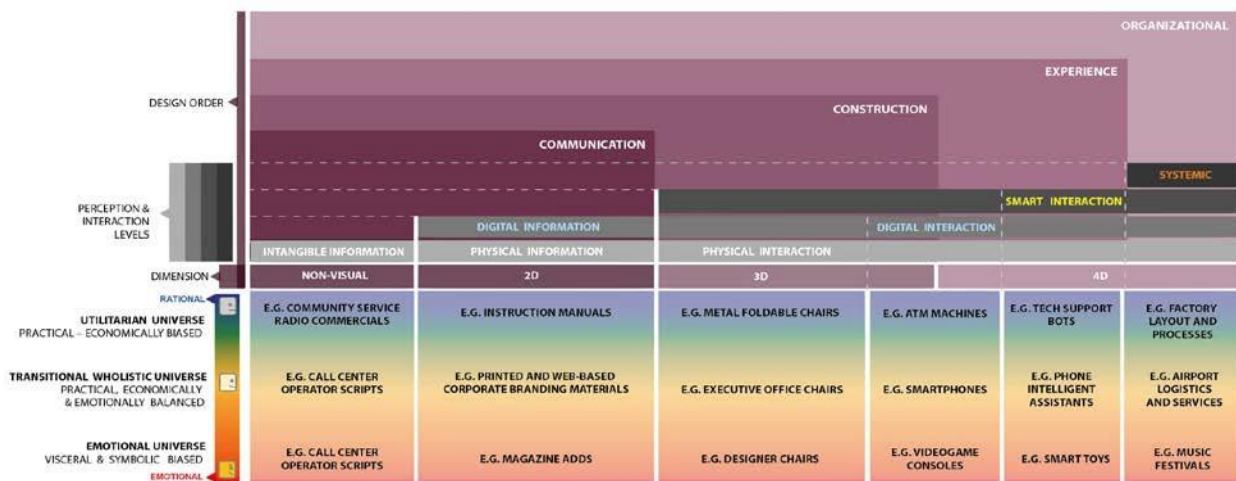 ORGANIZATIONAL
EXPERIENCE
DESIGN ORDER
CONSTRUCTION
COMMUNICATION
SYSTEMIC
SMART INTERACTION
PERCEPTION &
INTERACTION
LEVELS
DIGITAL INFORMATION
DIGITAL INTERACTION
INTANGIBLE INFORMATION
PHYSICAL INFORMATION
PHYSICAL INTERACTION
DIMENSION
NON-VISUAL
2D
3D
4D
RATIONAL
UTILITARIAN UNIVERSE
PRACTICAL – ECONOMICALLY BIASED
E.G. COMMUNITY SERVICE
RADIO COMMERCIALS
E.G. INSTRUCTION MANUALS
E.G. METAL FOLDABLE CHAIRS
E.G. ATM MACHINES
E.G. TECH SUPPORT
BOTS
E.G. FACTORY
LAYOUT AND
PROCESSES
TRANSITIONAL WHOLISTIC UNIVERSE
PRACTICAL, ECONOMICALLY
& EMOTIONALLY BALANCED
E.G. CALL CENTER
OPERATOR SCRIPTS
E.G. PRINTED AND WEB-BASED
CORPORATE BRANDING MATERIALS
E.G. EXECUTIVE OFFICE CHAIRS
E.G. SMARTPHONES
E.G. PHONE
INTELLIGENT
ASSISTANTS
E.G. AIRPORT
LOGISTICS
AND SERVICES
EMOTIONAL UNIVERSE
VISCERAL & SYMBOLIC BIASED
EMOTIONAL
E.G. CALL CENTER
OPERATOR SCRIPTS
E.G. MAGAZINE ADDS
E.G. DESIGNER CHAIRS
E.G. VIDEOGAME
CONSOLES
E.G. SMART TOYS
E.G. MUSIC
FESTIVALS